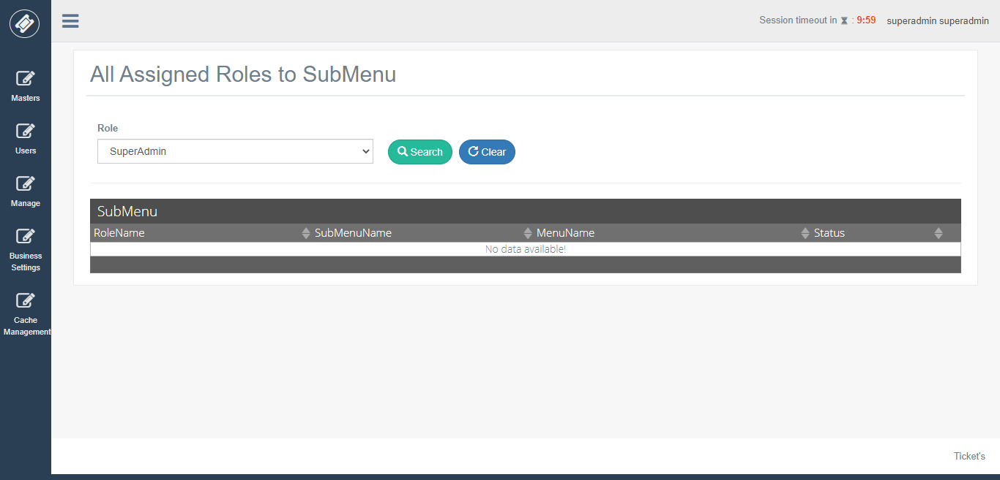 Session timeout in : 9:59 superadmin superadmin
All Assigned Roles to SubMenu
Masters
Users
Manage
Business
Settings
Cache
Management
Role
SuperAdmin
Search
Clear
SubMenu
RoleName SubMenuName MenuName Status
No data available!
Ticket's